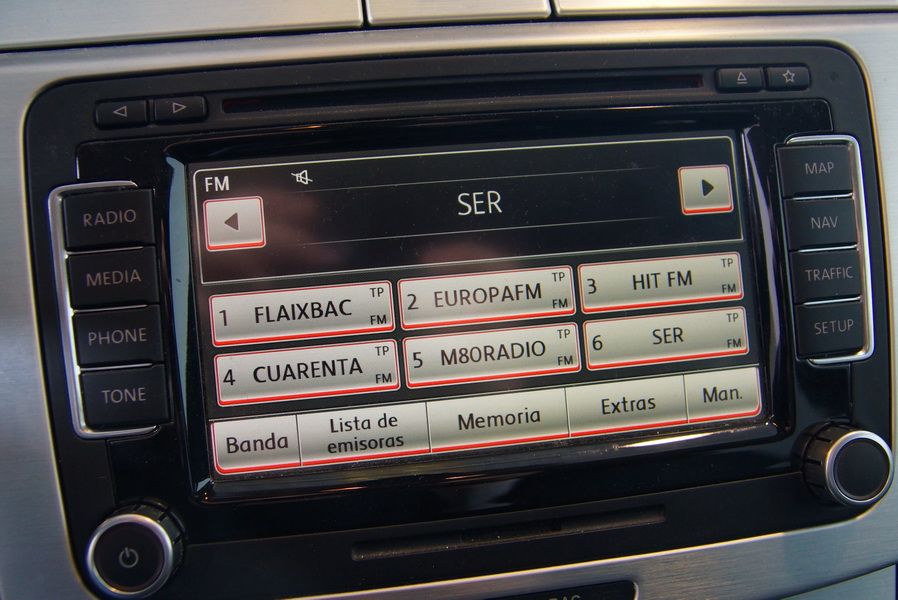 FM
SER
RADIO
MEDIA
PHONE
TONE
MAP
NAV
TRAFFIC
SETUP
1 FLAIXBAC TP FM
2 EUROPAFM TP FM
3 HIT FM TP FM
4 CUARENTA TP FM
5 M80RADIO TP FM
6 SER TP FM
Banda
Lista de
emisoras
Memoria
Extras
Man.